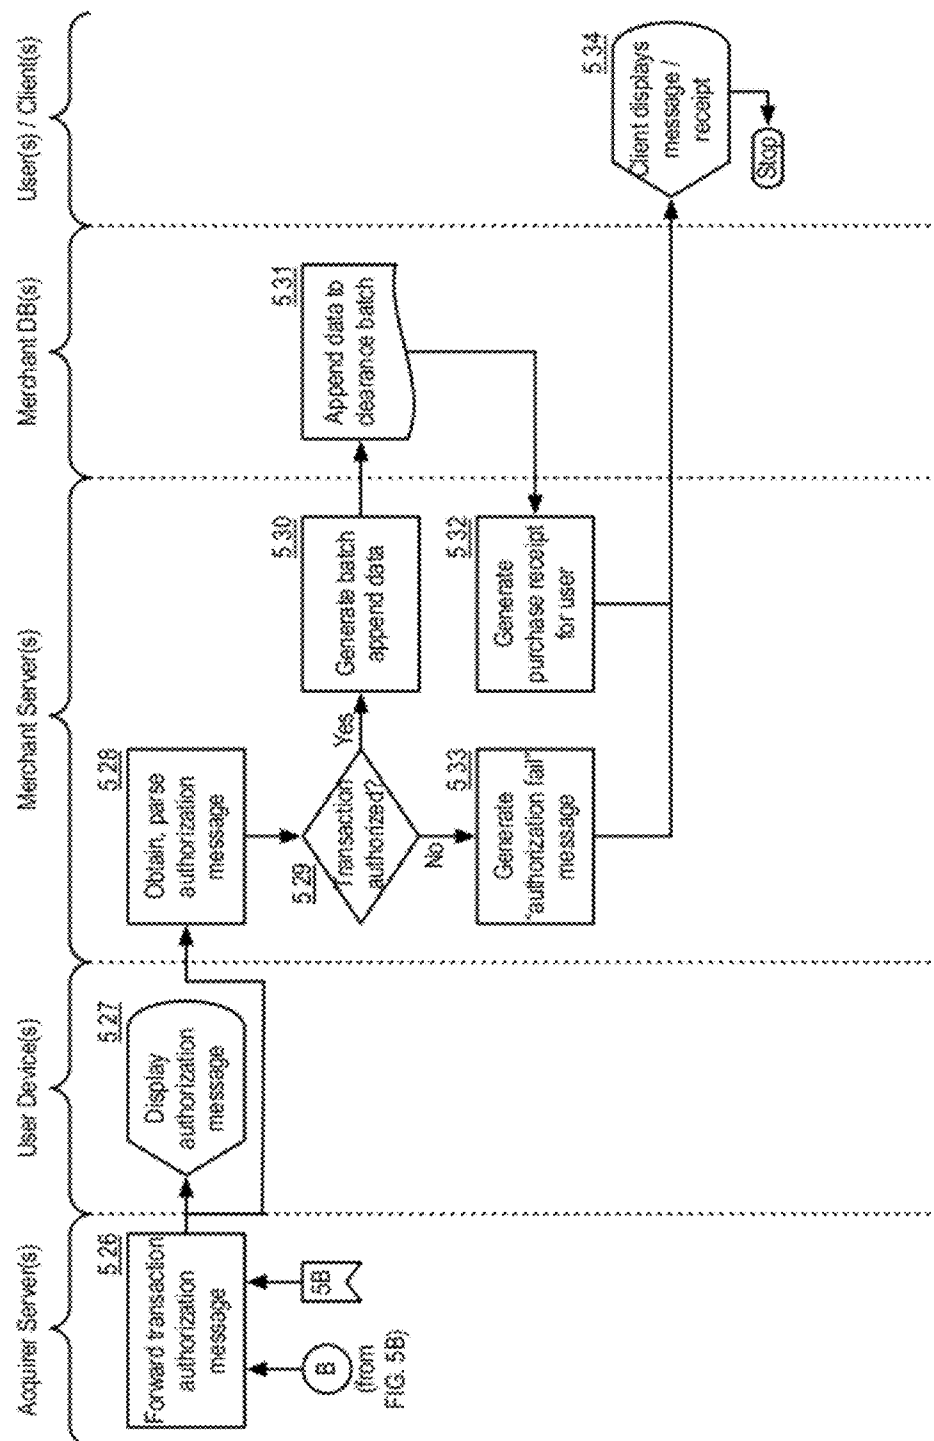 Acquirer Server(s)
User Device(s)
Merchant Server(s)
Merchant DB(s)
User(s) / Client(s)
5.26
Forward transaction
authorization
message
B
(from
FIG. 5B)
5B
5.27
Display
authorization
message
5.28
Obtain, parse
authorization
message
5.29
Transaction
authorized?
Yes
No
5.30
Generate batch
append data
5.31
Append data to
clearance batch
5.32
Generate
purchase receipt
for user
5.33
Generate
"authorization fail"
message
5.34
Client displays
message /
receipt
Stop